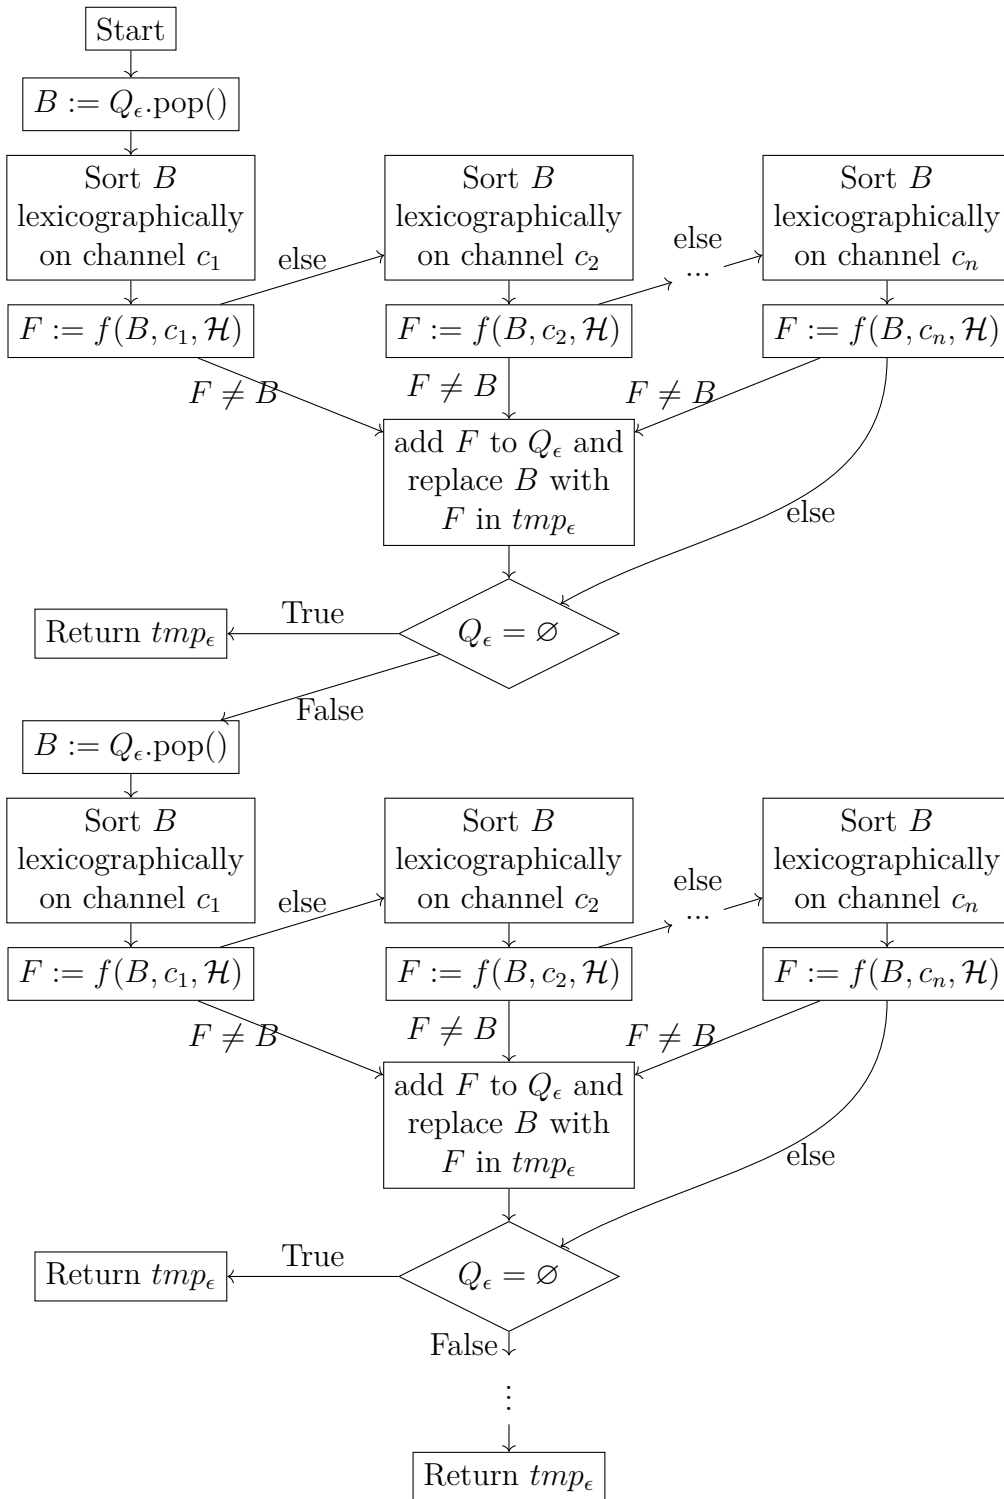 Start
B := Q_ϵ.pop()
Sort B
lexicographically
on channel c_1
else
Sort B
lexicographically
on channel c_2
else
...
Sort B
lexicographically
on channel c_n
F := f(B, c_1, ℋ)
F := f(B, c_2, ℋ)
F := f(B, c_n, ℋ)
F ≠ B
F ≠ B
F ≠ B
add F to Q_ϵ and
replace B with
F in tmp_ϵ
else
True
Return tmp_ϵ
Q_ϵ = ∅
False
B := Q_ϵ.pop()
Sort B
lexicographically
on channel c_1
else
Sort B
lexicographically
on channel c_2
else
...
Sort B
lexicographically
on channel c_n
F := f(B, c_1, ℋ)
F := f(B, c_2, ℋ)
F := f(B, c_n, ℋ)
F ≠ B
F ≠ B
F ≠ B
add F to Q_ϵ and
replace B with
F in tmp_ϵ
else
True
Return tmp_ϵ
Q_ϵ = ∅
False
⋮
Return tmp_ϵ